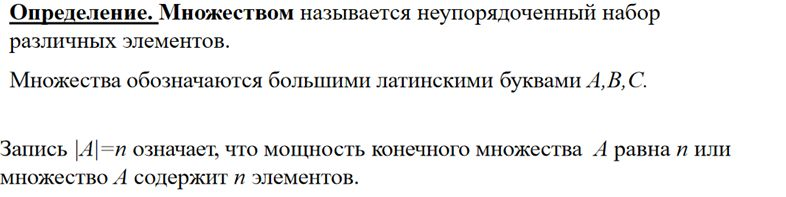 Определение. Множеством называется неупорядоченный набор
различных элементов.
Множества обозначаются большими латинскими буквами A,B,C.
Запись |A|=n означает, что мощность конечного множества A равна n или
множество A содержит n элементов.